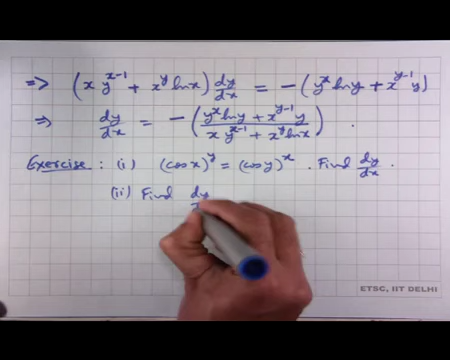 => (x y^{x-1} + x^y ln x) dy/dx = - (y^x ln y + x^{y-1} y)
=> dy/dx = - (y^x ln y + x^{y-1} y / x y^{x-1} + x^y ln x) .
Exercise : (i) (cos x)^y = (cos y)^x . Find dy/dx .
(ii) Find dy
ETSC, IIT DELHI